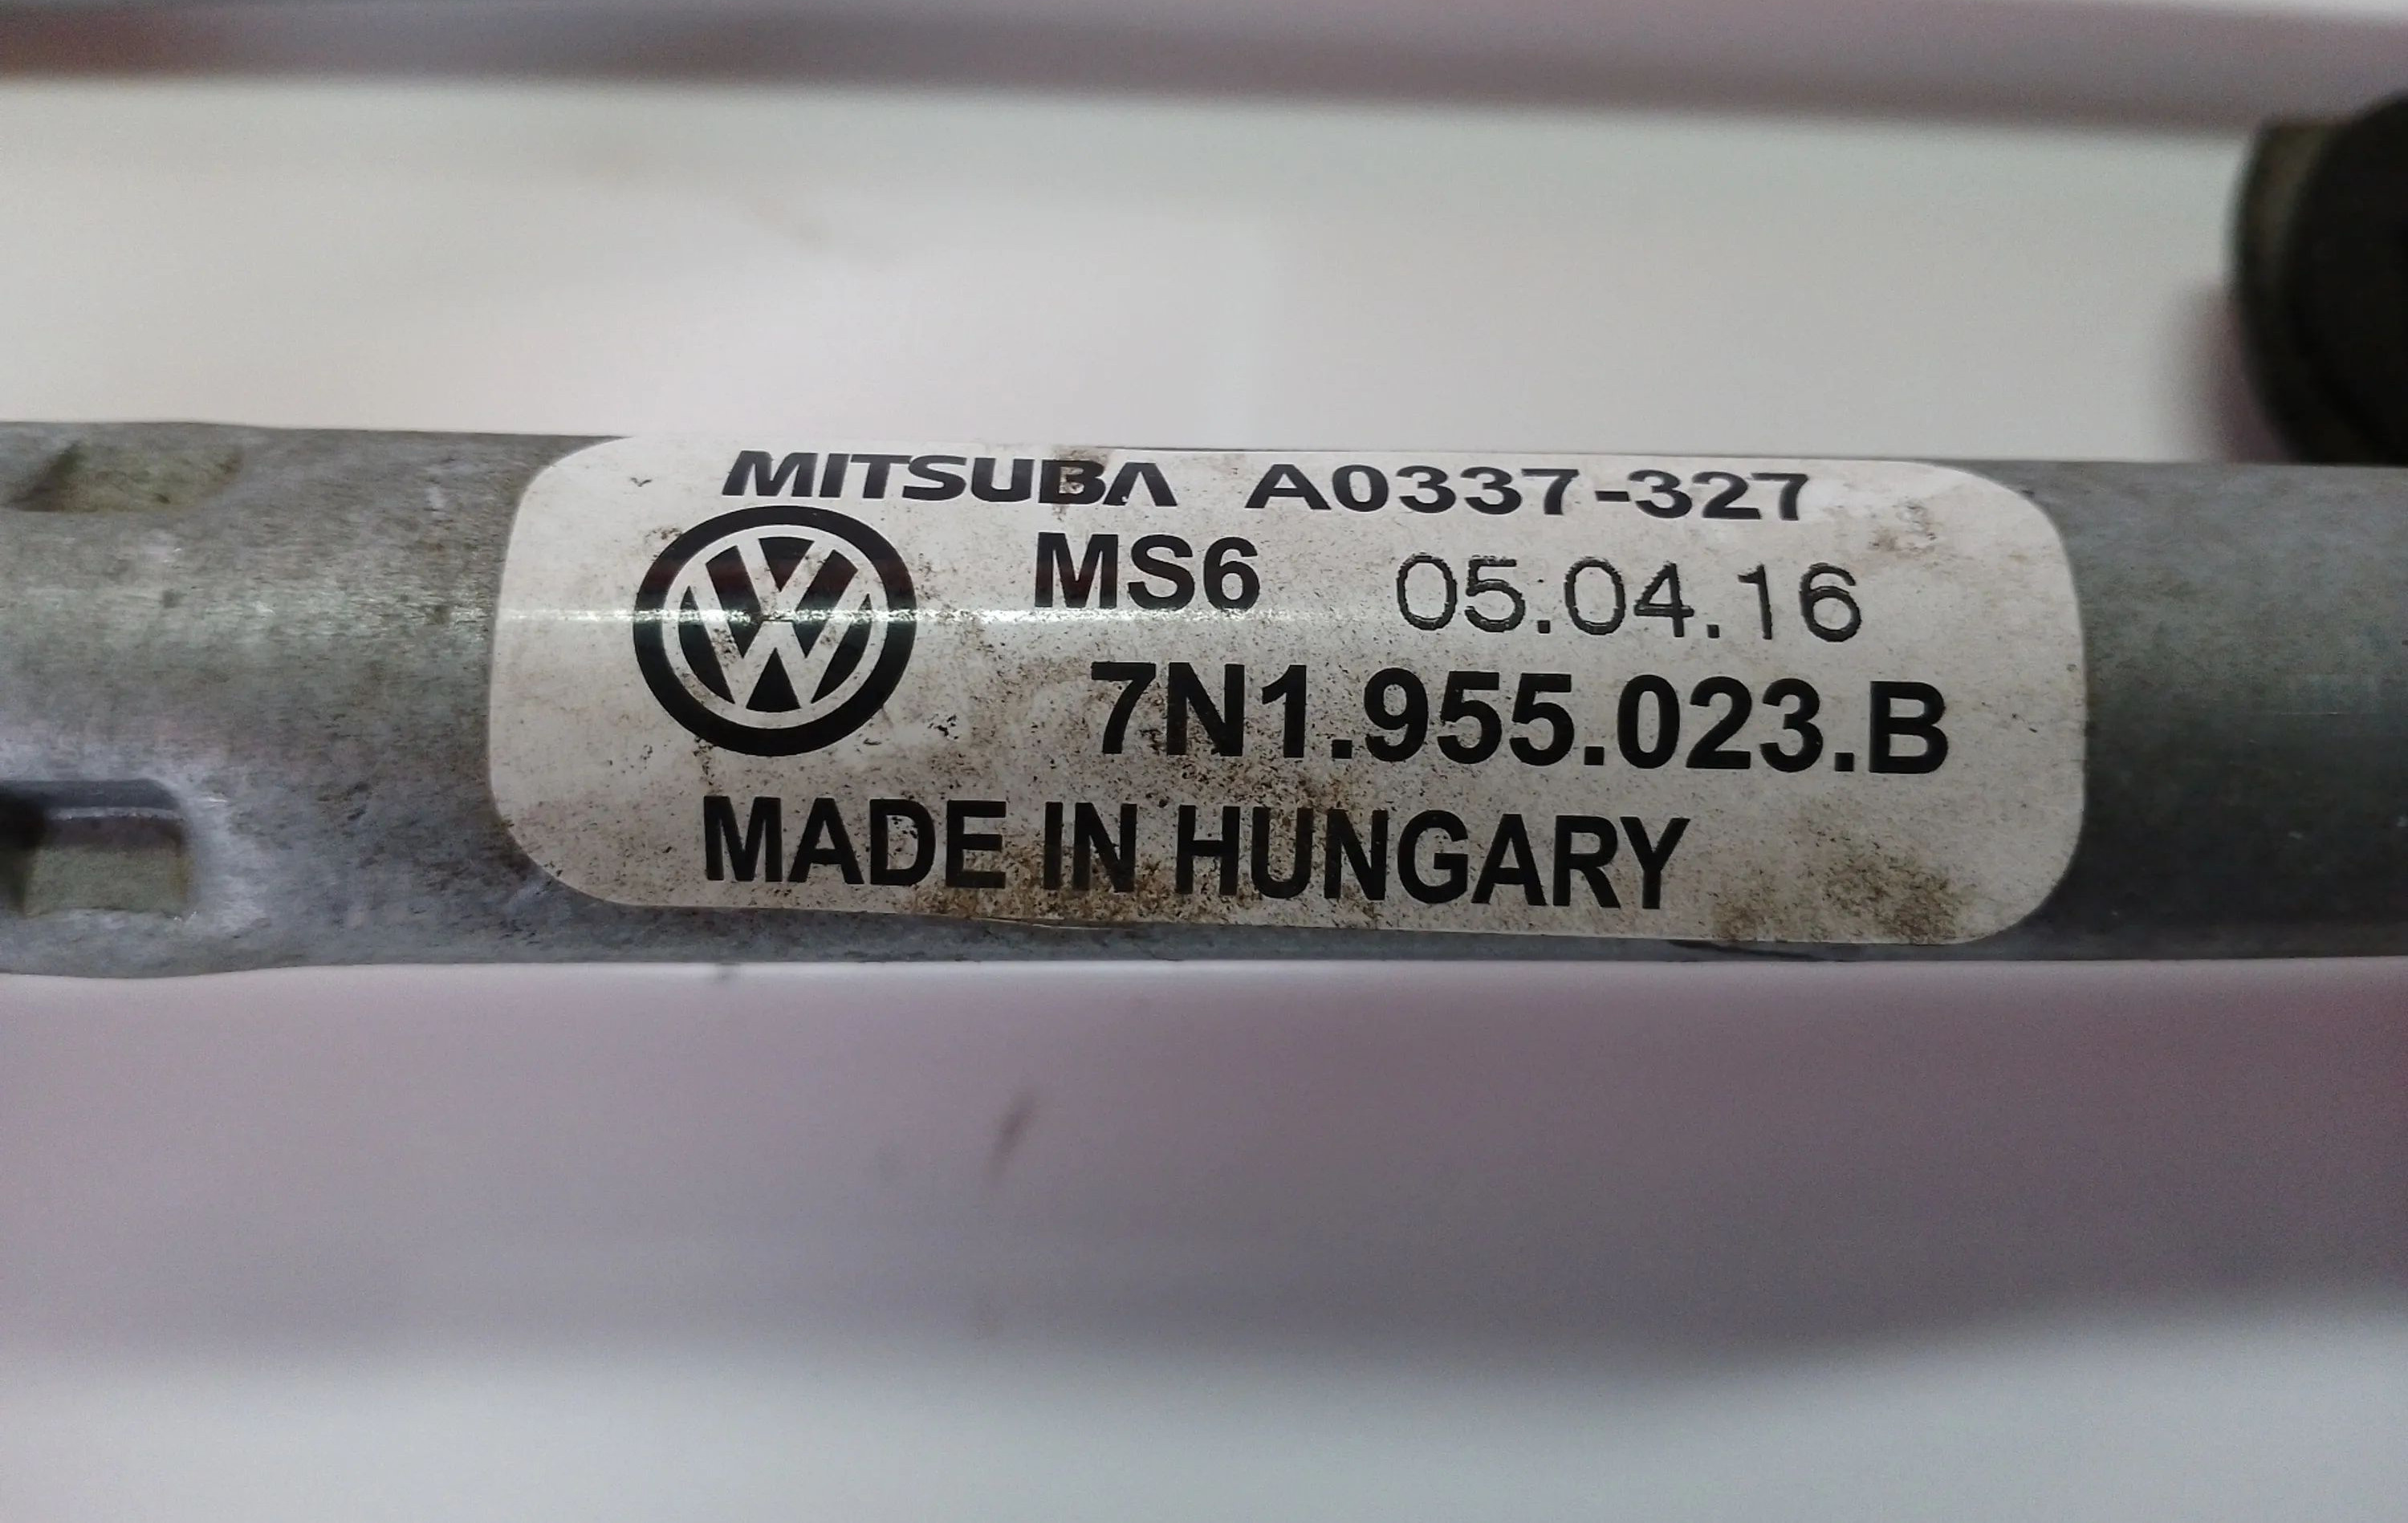 MITSUBA A0337-327
MS6 05.04.16
7N1.955.023.B
MADE IN HUNGARY